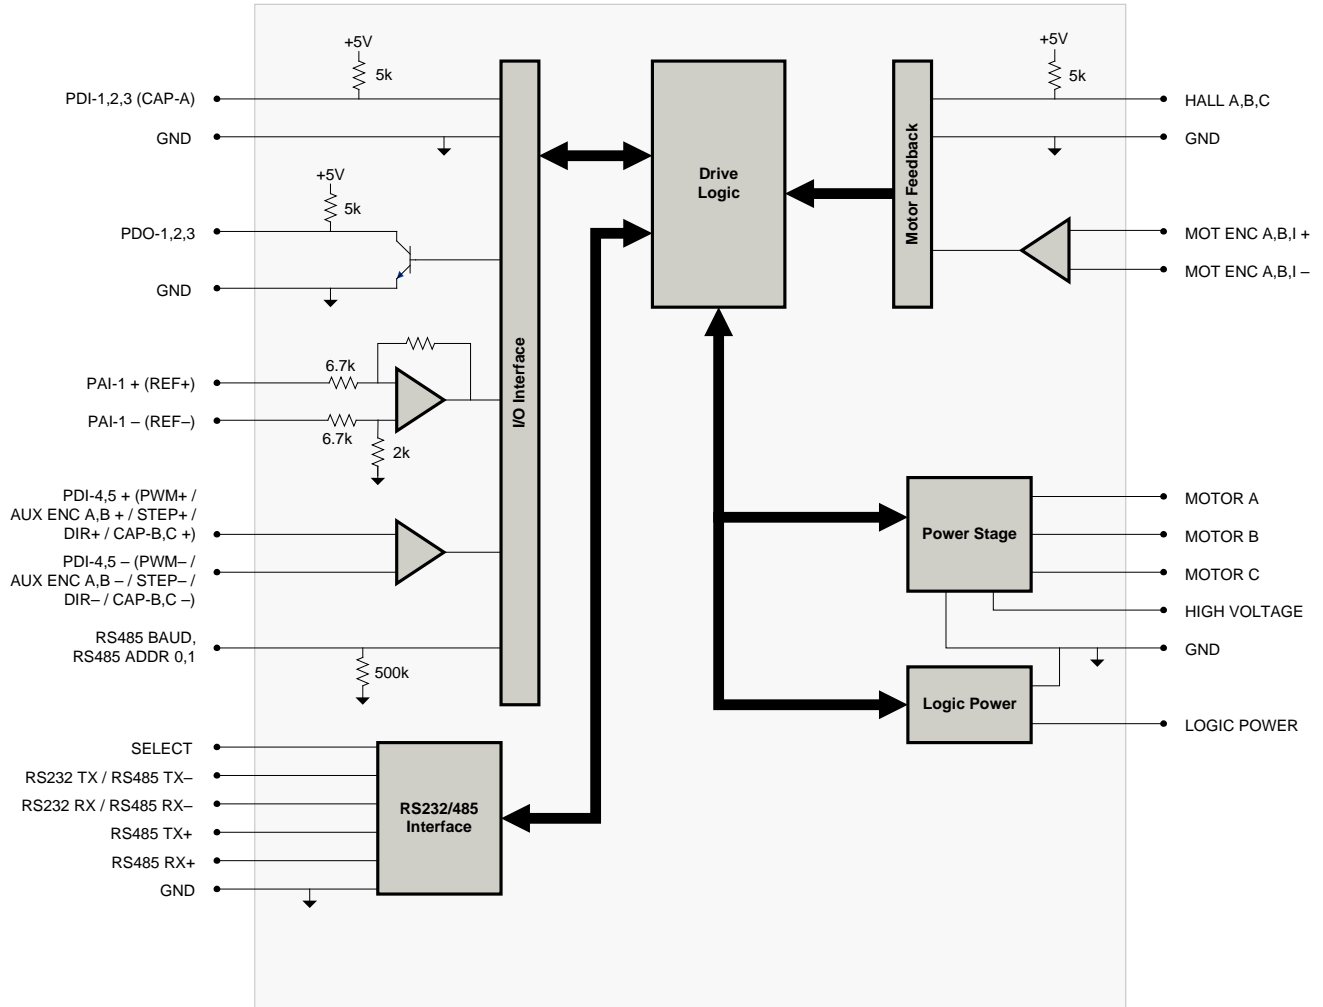 +5V
5k
PDI-1,2,3 (CAP-A)
GND
+5V
5k
PDO-1,2,3
GND
6.7k
PAI-1 + (REF+)
PAI-1 – (REF–)
6.7k
2k
PDI-4,5 + (PWM+ /
AUX ENC A,B + / STEP+ /
DIR+ / CAP-B,C +)
PDI-4,5 – (PWM– /
AUX ENC A,B – / STEP– /
DIR– / CAP-B,C –)
RS485 BAUD,
RS485 ADDR 0,1
500k
SELECT
RS232 TX / RS485 TX–
RS232 RX / RS485 RX–
RS485 TX+
RS485 RX+
GND
RS232/485
Interface
I/O Interface
Drive
Logic
Motor Feedback
+5V
5k
HALL A,B,C
GND
MOT ENC A,B,I +
MOT ENC A,B,I –
Power Stage
MOTOR A
MOTOR B
MOTOR C
HIGH VOLTAGE
GND
Logic Power
LOGIC POWER